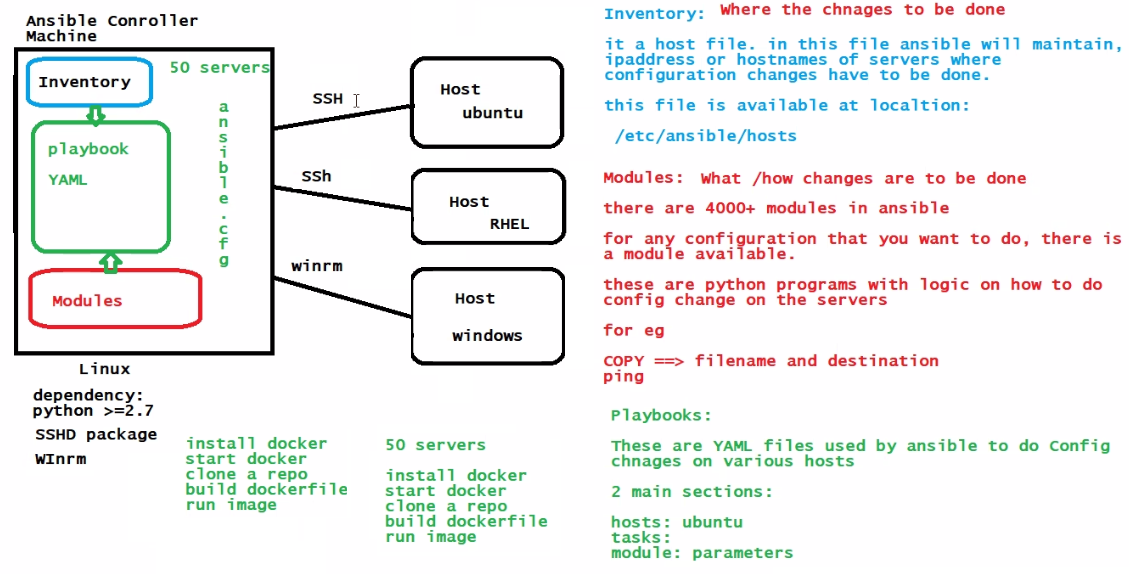 Ansible Conroller
Machine
Inventory
50 servers
playbook
YAML
ansible.cfg
Modules
Linux
dependency:
python >=2.7
SSHD package
WInrm
SSH
SSh
winrm
Host
ubuntu
Host
RHEL
Host
windows
install docker
start docker
clone a repo
build dockerfile
run image
50 servers
install docker
start docker
clone a repo
build dockerfile
run image
Inventory: Where the chnages to be done
it a host file. in this file ansible will maintain,
ipaddress or hostnames of servers where
configuration changes have to be done.
this file is available at localtion:
/etc/ansible/hosts
Modules: What /how changes are to be done
there are 4000+ modules in ansible
for any configuration that you want to do, there is
a module available.
these are python programs with logic on how to do
config change on the servers
for eg
COPY ==> filename and destination
ping
Playbooks:
These are YAML files used by ansible to do Config
chnages on various hosts
2 main sections:
hosts: ubuntu
tasks:
module: parameters